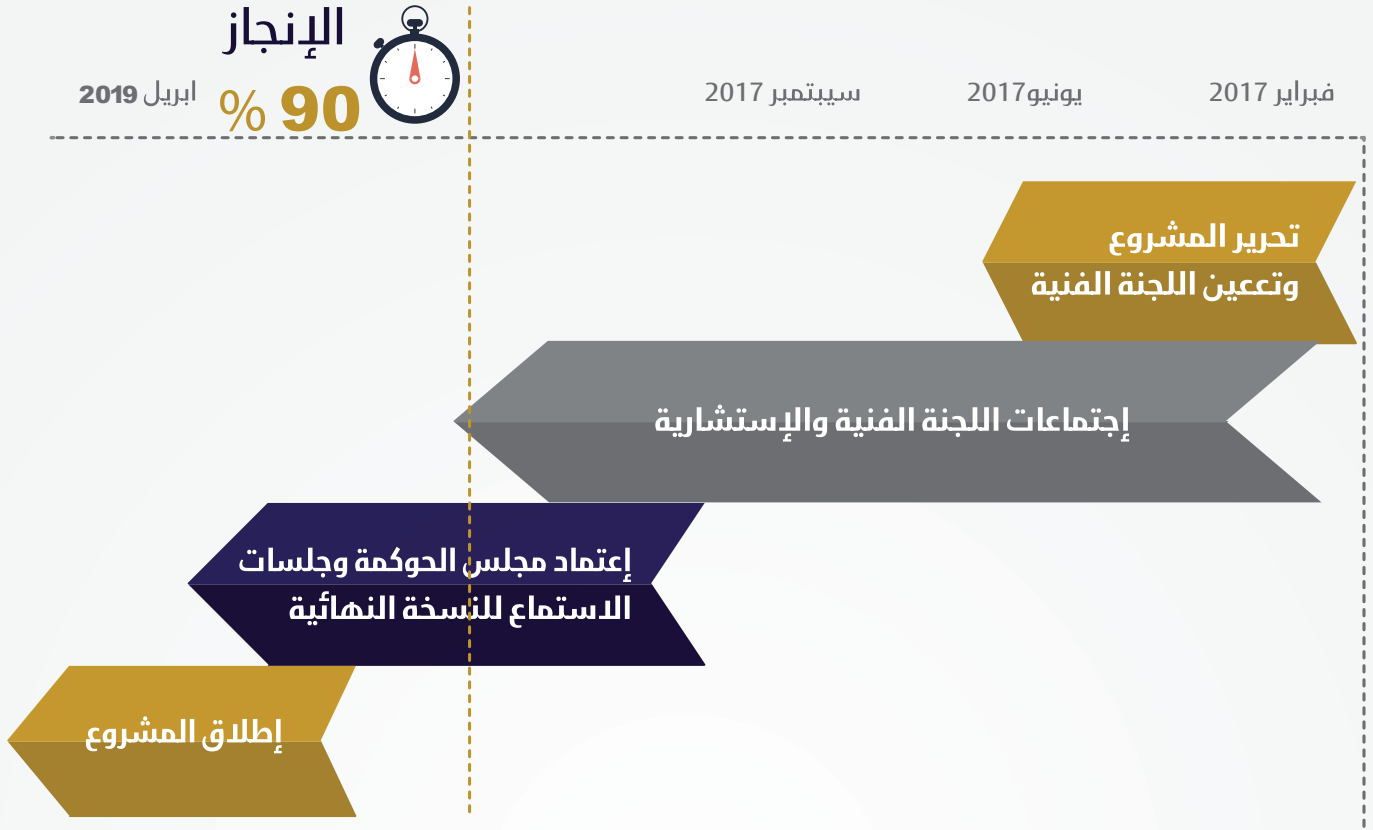 الإنجاز
90 %
فبراير 2017
يونيو2017
سيبتمبر 2017
ابريل 2019
تحرير المشروع
وتععين اللجنة الفنية
إجتماعات اللجنة الفنية والإستشارية
إعتماد مجلس الحوكمة وجلسات
الاستماع للنسخة النهائية
إطلاق المشروع